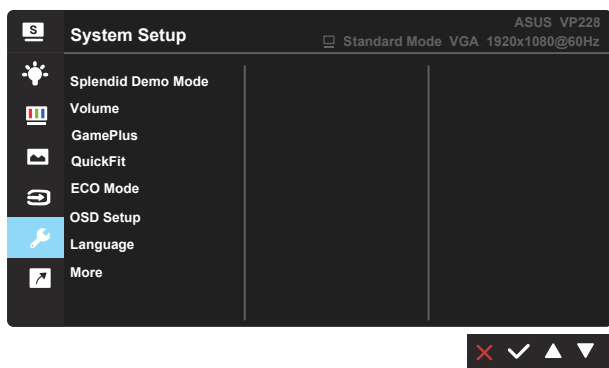 S
System Setup
ASUS VP228
Standard Mode VGA 1920x1080@60Hz
Splendid Demo Mode
Volume
GamePlus
QuickFit
ECO Mode
OSD Setup
Language
More